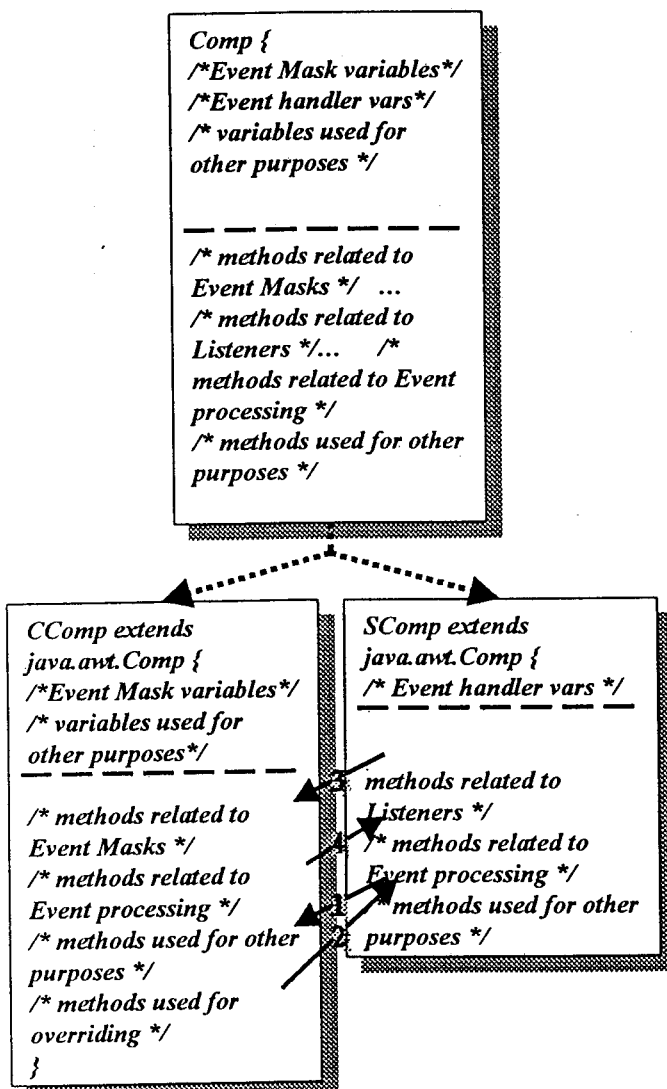 Comp {
/*Event Mask variables*/
/*Event handler vars*/
/* variables used for
other purposes */
/* methods related to
Event Masks */ ...
/* methods related to
Listeners */... /*
methods related to Event
processing */
/* methods used for other
purposes */
CComp extends
java.awt.Comp {
/*Event Mask variables*/
/* variables used for
other purposes*/
/* methods related to
Event Masks */
/* methods related to
Event processing */
/* methods used for other
purposes */
/* methods used for
overriding */
}
3
4
1
2
SComp extends
java.awt.Comp {
/* Event handler vars */
methods related to
Listeners */
/* methods related to
Event processing */
/* methods used for other
purposes */